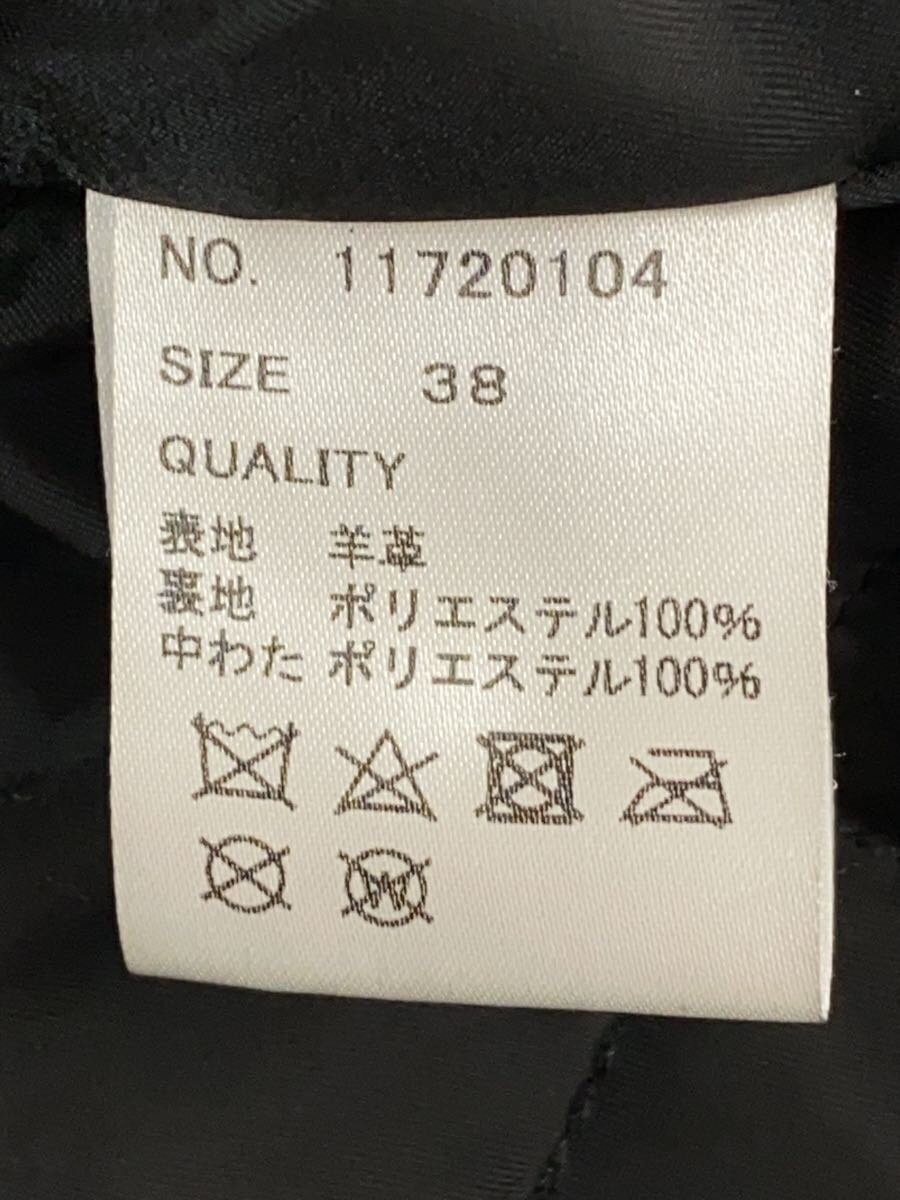 NO. 11720104
SIZE 38
QUALITY
表地 羊革
裏地 ポリエステル100%
中わた ポリエステル100%
W